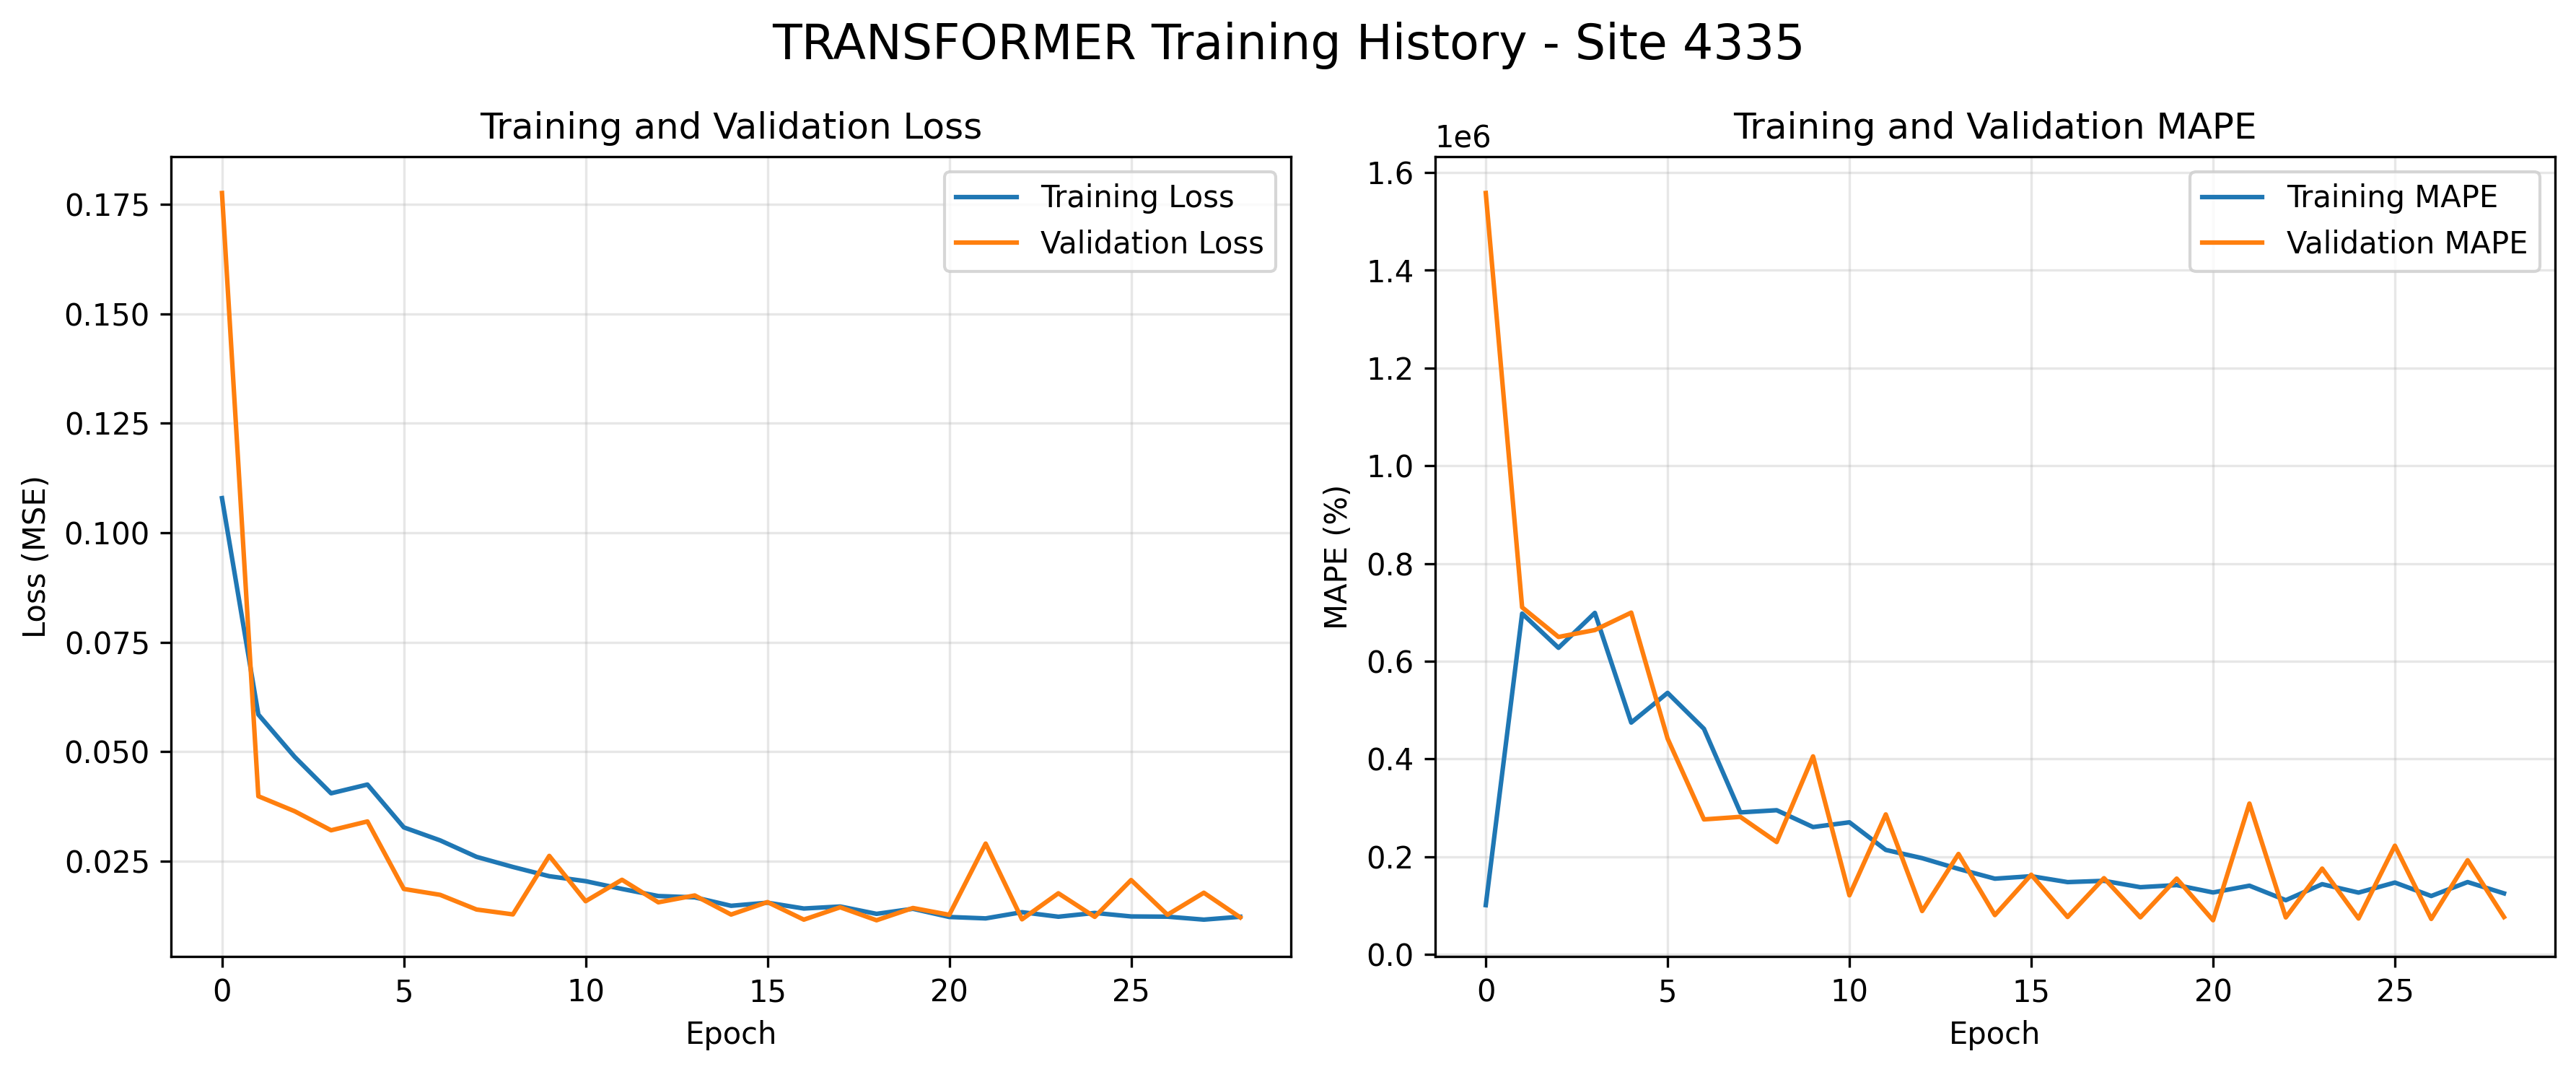 TRANSFORMER Training History - Site 4335
Training and Validation Loss
Loss (MSE)
0.175
0.150
0.125
0.100
0.075
0.050
0.025
Training Loss
Validation Loss
0 5 10 15 20 25
Epoch
Training and Validation MAPE
1e6
MAPE (%)
1.6
1.4
1.2
1.0
0.8
0.6
0.4
0.2
0.0
Training MAPE
Validation MAPE
0 5 10 15 20 25
Epoch